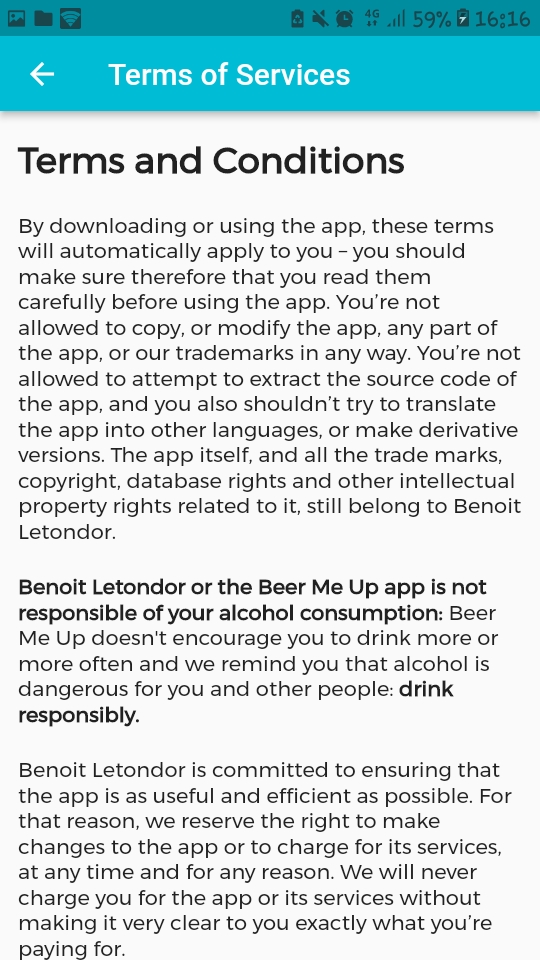 4G 59% 16:16
Terms of Services
Terms and Conditions
By downloading or using the app, these terms
will automatically apply to you – you should
make sure therefore that you read them
carefully before using the app. You’re not
allowed to copy, or modify the app, any part of
the app, or our trademarks in any way. You’re not
allowed to attempt to extract the source code of
the app, and you also shouldn’t try to translate
the app into other languages, or make derivative
versions. The app itself, and all the trade marks,
copyright, database rights and other intellectual
property rights related to it, still belong to Benoit
Letondor.
Benoit Letondor or the Beer Me Up app is not
responsible of your alcohol consumption: Beer
Me Up doesn't encourage you to drink more or
more often and we remind you that alcohol is
dangerous for you and other people: drink
responsibly.
Benoit Letondor is committed to ensuring that
the app is as useful and efficient as possible. For
that reason, we reserve the right to make
changes to the app or to charge for its services,
at any time and for any reason. We will never
charge you for the app or its services without
making it very clear to you exactly what you’re
paying for.